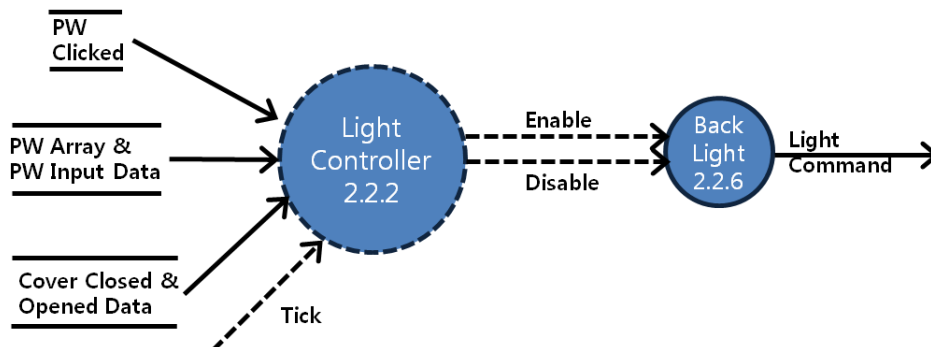 PW
Clicked
PW Array &
PW Input Data
Cover Closed &
Opened Data
Tick
Light
Controller
2.2.2
Enable
Disable
Back
Light
2.2.6
Light
Command